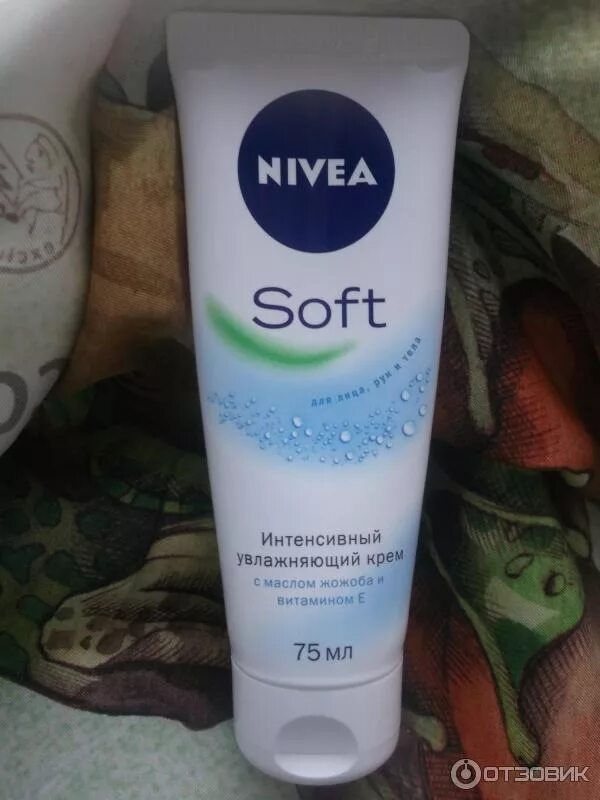 NIVEA
Soft
для лица, рук и тела
Интенсивный
увлажняющий крем
с маслом жожоба и
витамином Е
75 мл
ОТЗОВИК